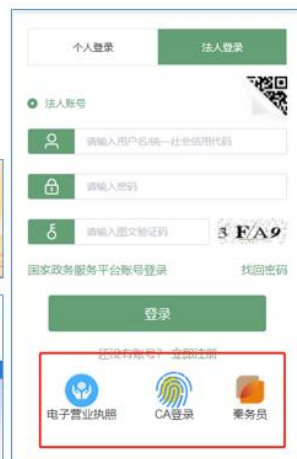 个人登录
法人登录
法人账号
请输入用户名/统一社会信用代码
请输入密码
请输入图文验证码
3 FA9
国家政务服务平台账号登录
找回密码
登录
还没有账号? 立即注册
电子营业执照
CA登录
秦务员